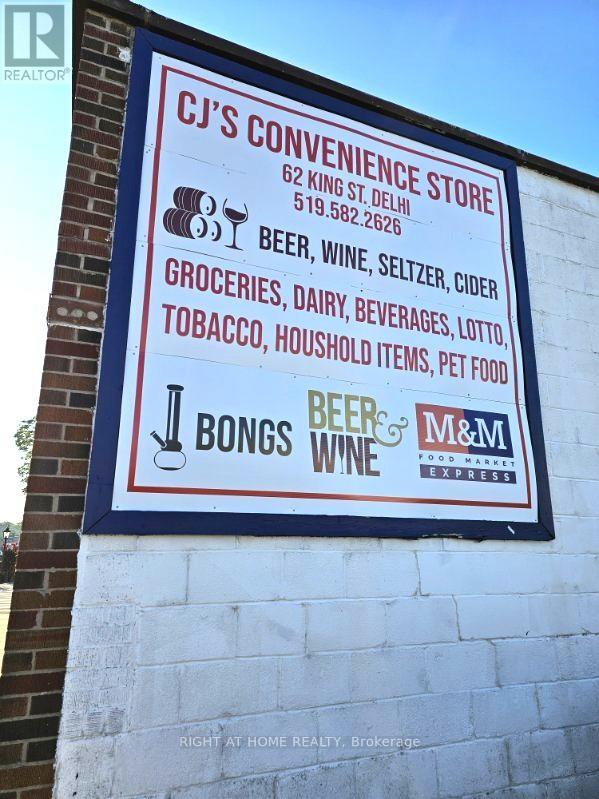 REALTOR®
CJ'S CONVENIENCE STORE
62 KING ST. DELHI
519.582.2626
BEER, WINE, SELTZER, CIDER
GROCERIES, DAIRY, BEVERAGES, LOTTO,
TOBACCO, HOUSHOLD ITEMS, PET FOOD
BONGS
BEER &
WINE
M&M
FOOD MARKET
EXPRESS
RIGHT AT HOME REALTY, Brokerage